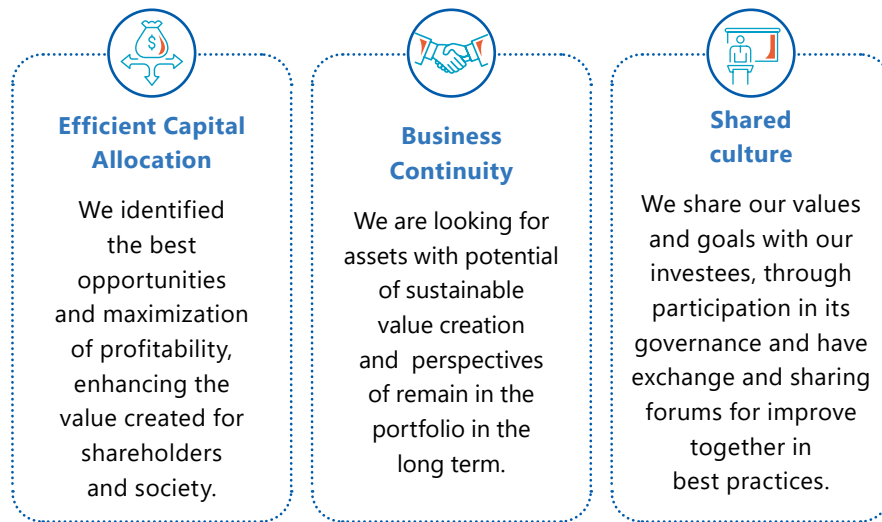 $
Efficient Capital
Allocation
We identified
the best
opportunities
and maximization
of profitability,
enhancing the
value created for
shareholders
and society.
Business
Continuity
We are looking for
assets with potential
of sustainable
value creation
and perspectives
of remain in the
portfolio in the
long term.
Shared
culture
We share our values
and goals with our
investees, through
participation in its
governance and have
exchange and sharing
forums for improve
together in
best practices.